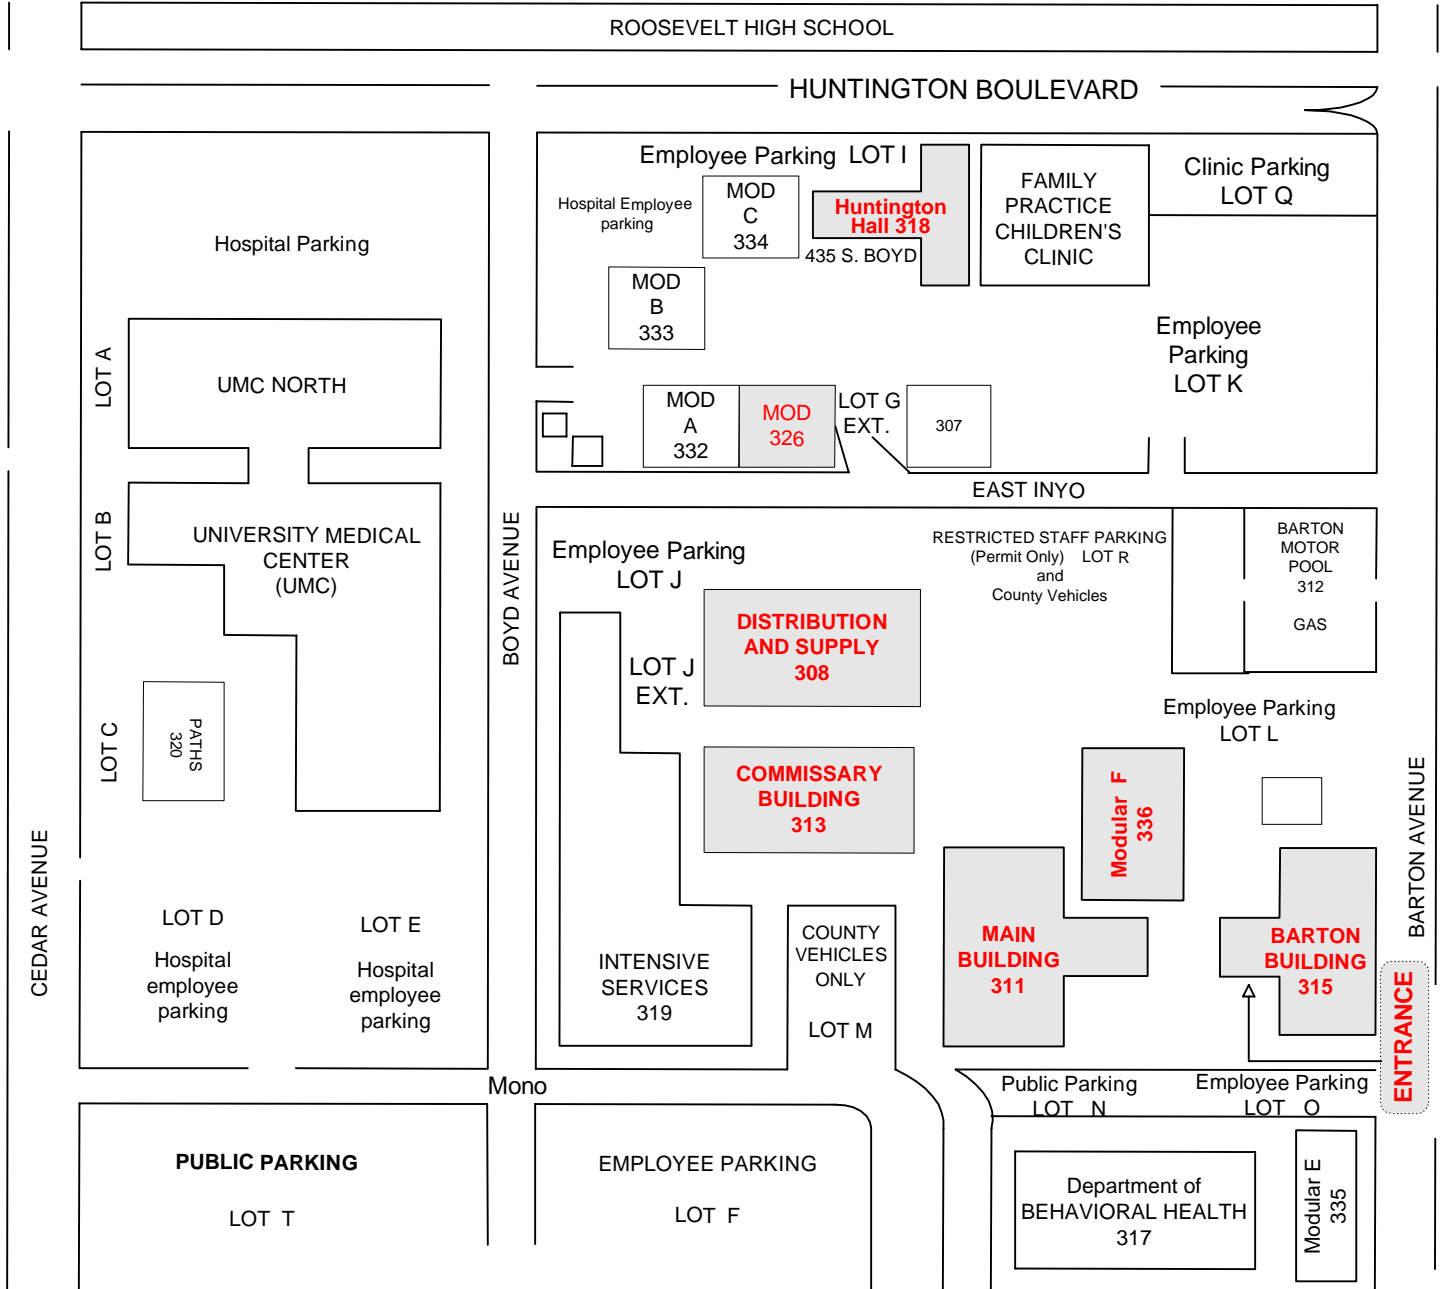 ROOSEVELT HIGH SCHOOL
HUNTINGTON BOULEVARD
Employee Parking LOT I
Hospital Employee
parking
MOD
C
334
Huntington
Hall 318
435 S. BOYD
FAMILY
PRACTICE
CHILDREN'S
CLINIC
Clinic Parking
LOT Q
Hospital Parking
MOD
B
333
Employee
Parking
LOT K
LOT A
UMC NORTH
MOD
A
332
MOD
326
LOT G
EXT.
307
EAST INYO
LOT B
UNIVERSITY MEDICAL
CENTER
(UMC)
BOYD AVENUE
Employee Parking
LOT J
RESTRICTED STAFF PARKING
(Permit Only) LOT R
and
County Vehicles
BARTON
MOTOR
POOL
312
GAS
DISTRIBUTION
AND SUPPLY
308
LOT J
EXT.
LOT C
PATHS
320
Employee Parking
LOT L
COMMISSARY
BUILDING
313
Modular F
336
CEDAR AVENUE
BARTON AVENUE
LOT D
Hospital
employee
parking
LOT E
Hospital
employee
parking
INTENSIVE
SERVICES
319
COUNTY
VEHICLES
ONLY
LOT M
MAIN
BUILDING
311
BARTON
BUILDING
315
ENTRANCE
Mono
Public Parking
LOT N
Employee Parking
LOT O
PUBLIC PARKING
LOT T
EMPLOYEE PARKING
LOT F
Department of
BEHAVIORAL HEALTH
317
Modular E
335